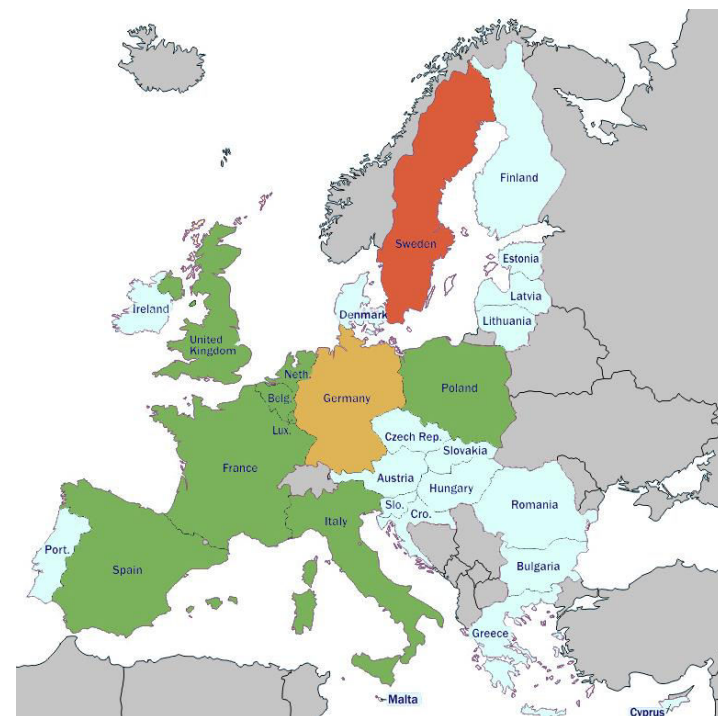 Finland
Sweden
Estonia
Latvia
Lithuania
Ireland
Denmark
United
Kingdom
Neth.
Belg.
Germany
Poland
Lux.
Czech Rep.
Slovakia
France
Austria
Hungary
Slo.
Cro.
Romania
Italy
Port.
Spain
Bulgaria
Greece
Malta
Cyprus